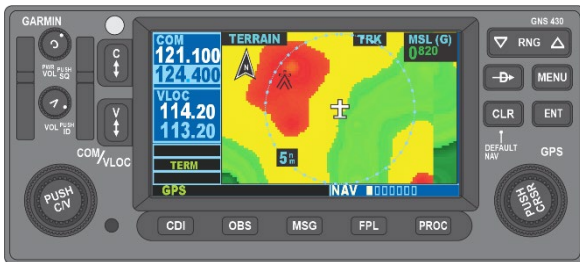 GARMIN
GNS 430
PWR PUSH
VOL SQ
C
VOL PUSH
ID
V
COM/VLOC
PUSH
C/V
COM
121.100
124.400
VLOC
114.20
113.20
TERM
GPS
TERRAIN
TRK
MSL (G)
0820
N
5nm
NAV
RNG
D
MENU
CLR
ENT
DEFAULT
NAV
GPS
PUSH
CRSR
CDI
OBS
MSG
FPL
PROC